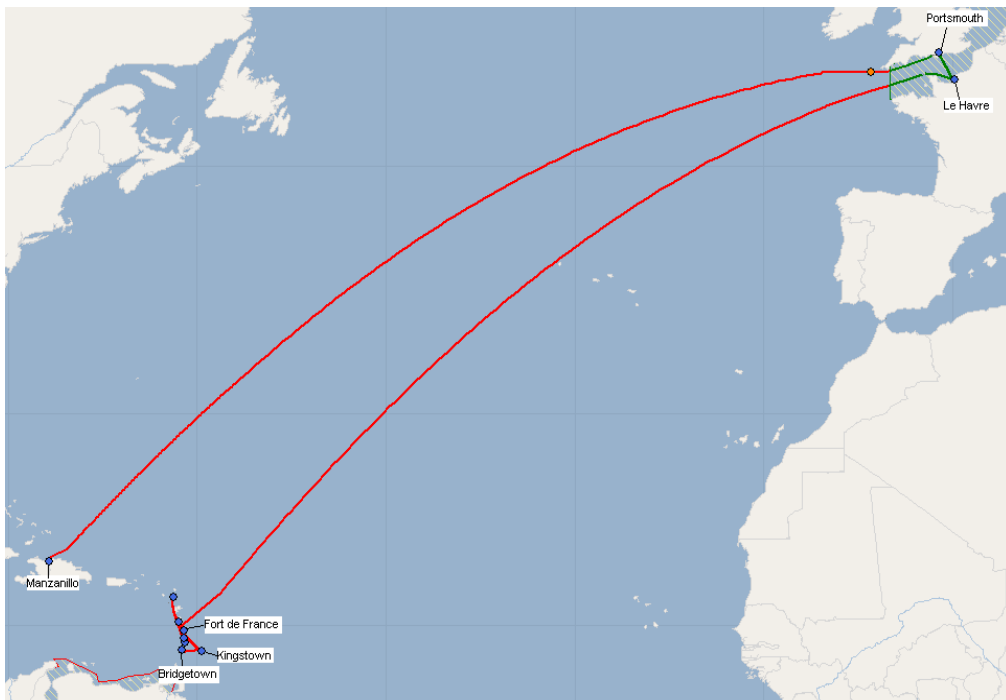 Portsmouth
Le Havre
Manzanillo
Fort de France
Kingstown
Bridgetown